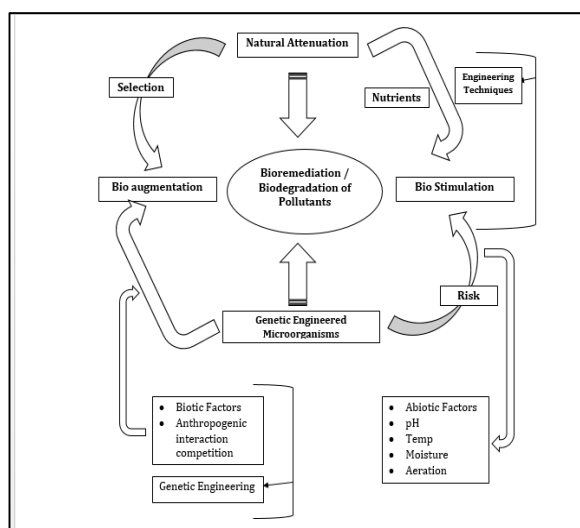 Natural Attenuation
Selection
Nutrients
Engineering
Techniques
Bio augmentation
Bioremediation /
Biodegradation of
Pollutants
Bio Stimulation
Risk
Genetic Engineered
Microorganisms
• Biotic Factors
• Anthropogenic
interaction
competition
Genetic Engineering
• Abiotic Factors
• pH
• Temp
• Moisture
• Aeration